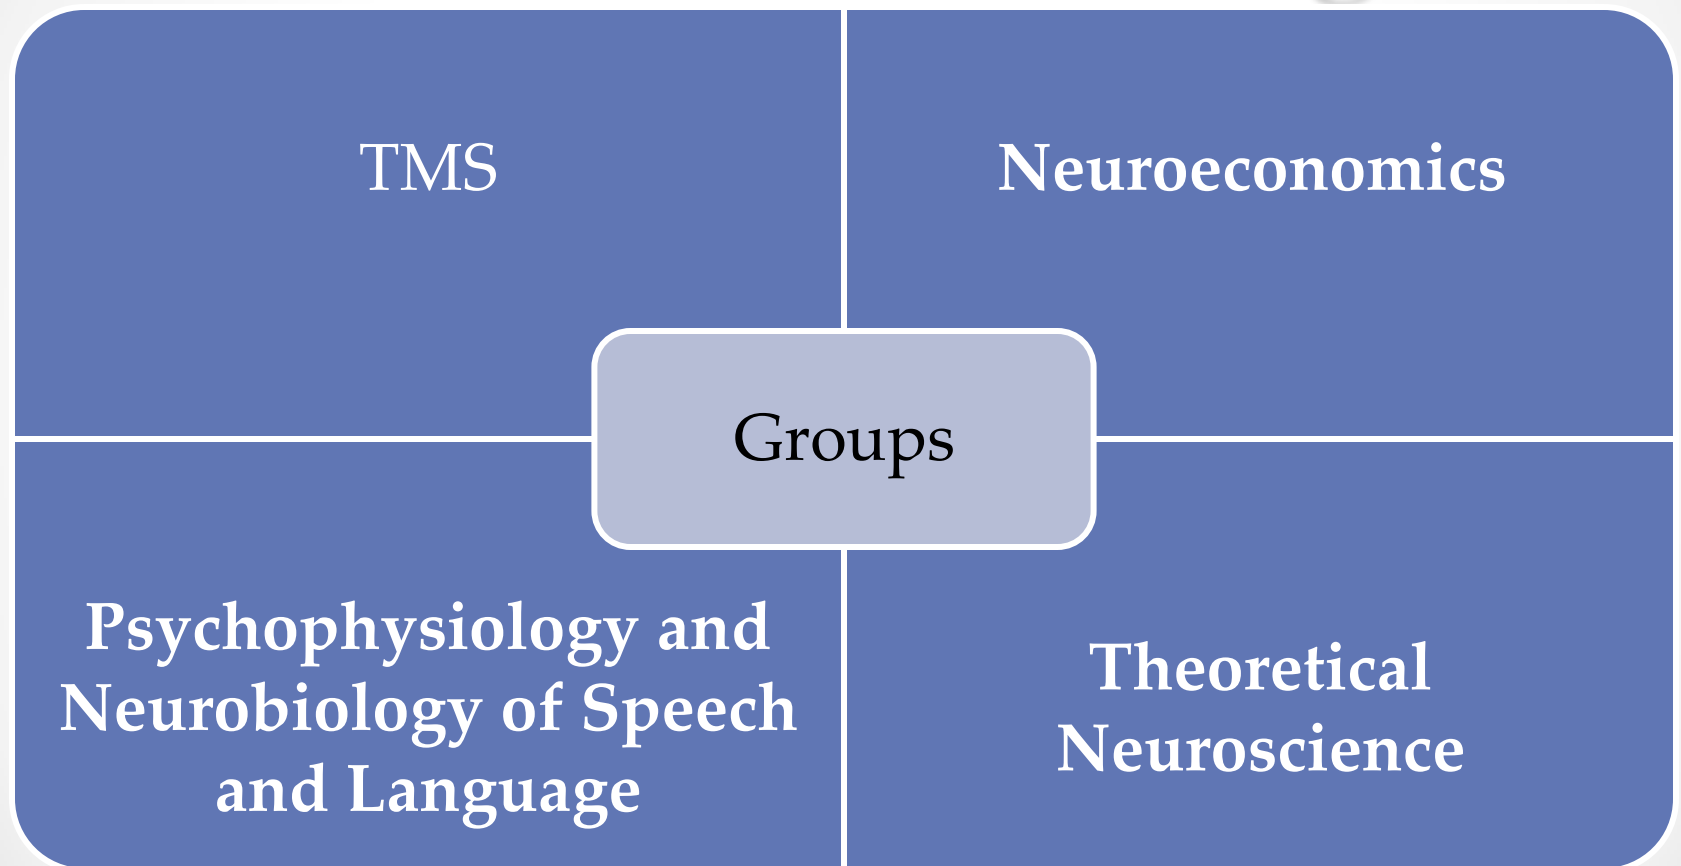 TMS
Neuroeconomics
Groups
Psychophysiology and
Neurobiology of Speech
and Language
Theoretical
Neuroscience